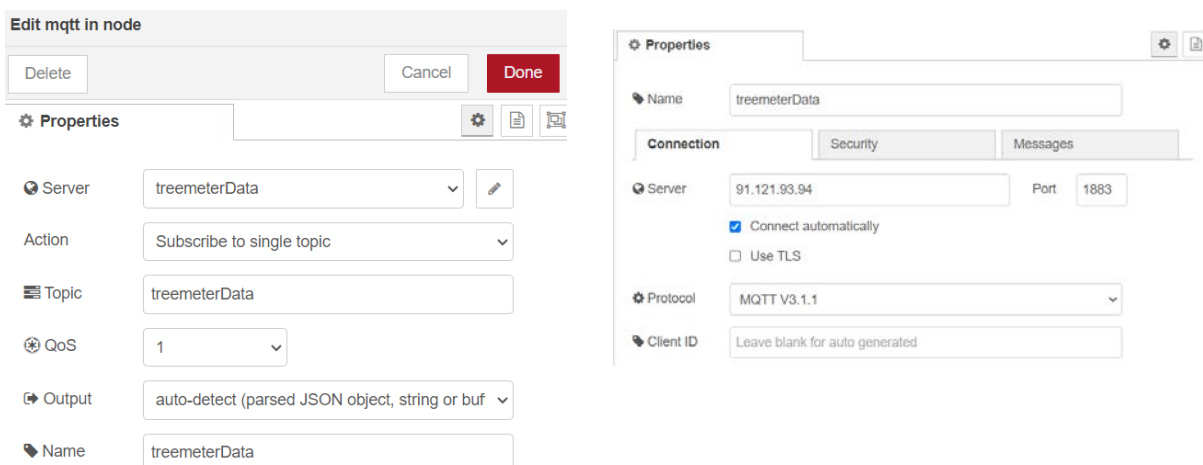 Edit mqtt in node
Delete Cancel Done
Properties
Server treemeterData
Action Subscribe to single topic
Topic treemeterData
QoS 1
Output auto-detect (parsed JSON object, string or buf
Name treemeterData
Properties
Name treemeterData
Connection Security Messages
Server 91.121.93.94 Port 1883
Connect automatically
Use TLS
Protocol MQTT V3.1.1
Client ID Leave blank for auto generated